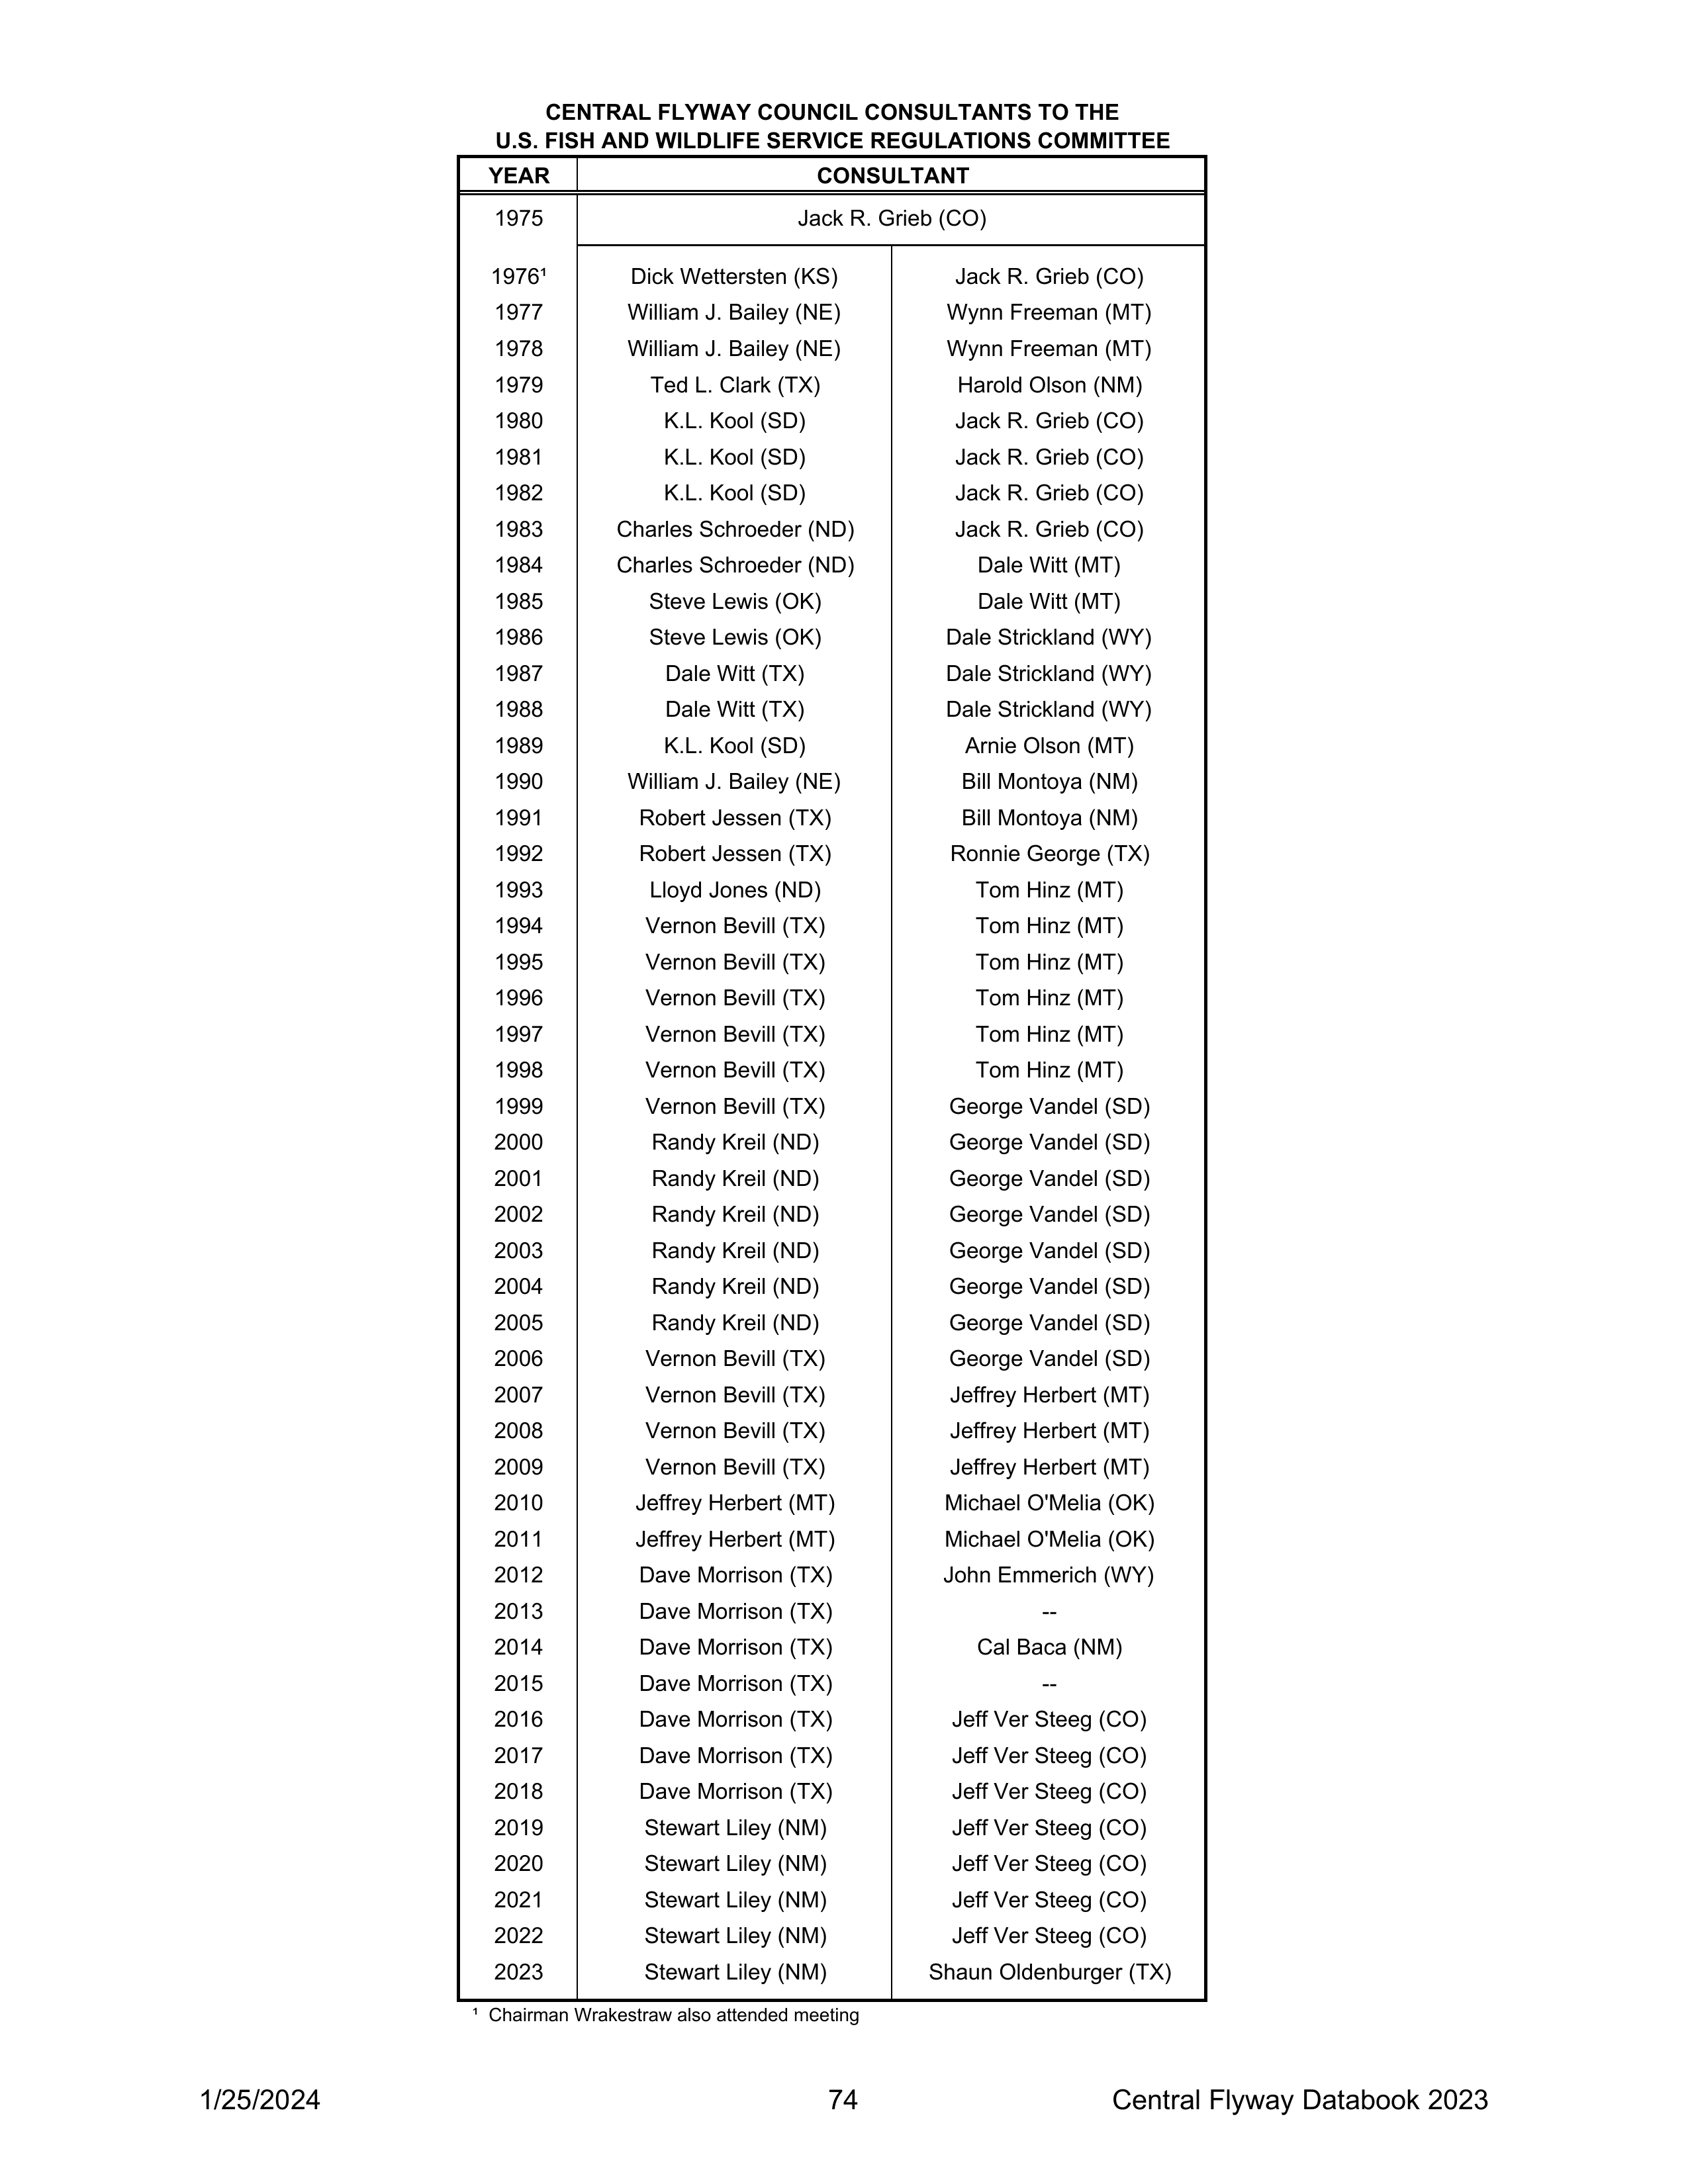 CENTRAL FLYWAY COUNCIL CONSULTANTS TO THE
U.S. FISH AND WILDLIFE SERVICE REGULATIONS COMMITTEE
YEAR CONSULTANT
1975 Jack R. Grieb (CO)
1976¹ Dick Wettersten (KS) Jack R. Grieb (CO)
1977 William J. Bailey (NE) Wynn Freeman (MT)
1978 William J. Bailey (NE) Wynn Freeman (MT)
1979 Ted L. Clark (TX) Harold Olson (NM)
1980 K.L. Kool (SD) Jack R. Grieb (CO)
1981 K.L. Kool (SD) Jack R. Grieb (CO)
1982 K.L. Kool (SD) Jack R. Grieb (CO)
1983 Charles Schroeder (ND) Jack R. Grieb (CO)
1984 Charles Schroeder (ND) Dale Witt (MT)
1985 Steve Lewis (OK) Dale Witt (MT)
1986 Steve Lewis (OK) Dale Strickland (WY)
1987 Dale Witt (TX) Dale Strickland (WY)
1988 Dale Witt (TX) Dale Strickland (WY)
1989 K.L. Kool (SD) Arnie Olson (MT)
1990 William J. Bailey (NE) Bill Montoya (NM)
1991 Robert Jessen (TX) Bill Montoya (NM)
1992 Robert Jessen (TX) Ronnie George (TX)
1993 Lloyd Jones (ND) Tom Hinz (MT)
1994 Vernon Bevill (TX) Tom Hinz (MT)
1995 Vernon Bevill (TX) Tom Hinz (MT)
1996 Vernon Bevill (TX) Tom Hinz (MT)
1997 Vernon Bevill (TX) Tom Hinz (MT)
1998 Vernon Bevill (TX) Tom Hinz (MT)
1999 Vernon Bevill (TX) George Vandel (SD)
2000 Randy Kreil (ND) George Vandel (SD)
2001 Randy Kreil (ND) George Vandel (SD)
2002 Randy Kreil (ND) George Vandel (SD)
2003 Randy Kreil (ND) George Vandel (SD)
2004 Randy Kreil (ND) George Vandel (SD)
2005 Randy Kreil (ND) George Vandel (SD)
2006 Vernon Bevill (TX) George Vandel (SD)
2007 Vernon Bevill (TX) Jeffrey Herbert (MT)
2008 Vernon Bevill (TX) Jeffrey Herbert (MT)
2009 Vernon Bevill (TX) Jeffrey Herbert (MT)
2010 Jeffrey Herbert (MT) Michael O'Melia (OK)
2011 Jeffrey Herbert (MT) Michael O'Melia (OK)
2012 Dave Morrison (TX) John Emmerich (WY)
2013 Dave Morrison (TX) --
2014 Dave Morrison (TX) Cal Baca (NM)
2015 Dave Morrison (TX) --
2016 Dave Morrison (TX) Jeff Ver Steeg (CO)
2017 Dave Morrison (TX) Jeff Ver Steeg (CO)
2018 Dave Morrison (TX) Jeff Ver Steeg (CO)
2019 Stewart Liley (NM) Jeff Ver Steeg (CO)
2020 Stewart Liley (NM) Jeff Ver Steeg (CO)
2021 Stewart Liley (NM) Jeff Ver Steeg (CO)
2022 Stewart Liley (NM) Jeff Ver Steeg (CO)
2023 Stewart Liley (NM) Shaun Oldenburger (TX)
¹ Chairman Wrakestraw also attended meeting
1/25/2024 74 Central Flyway Databook 2023